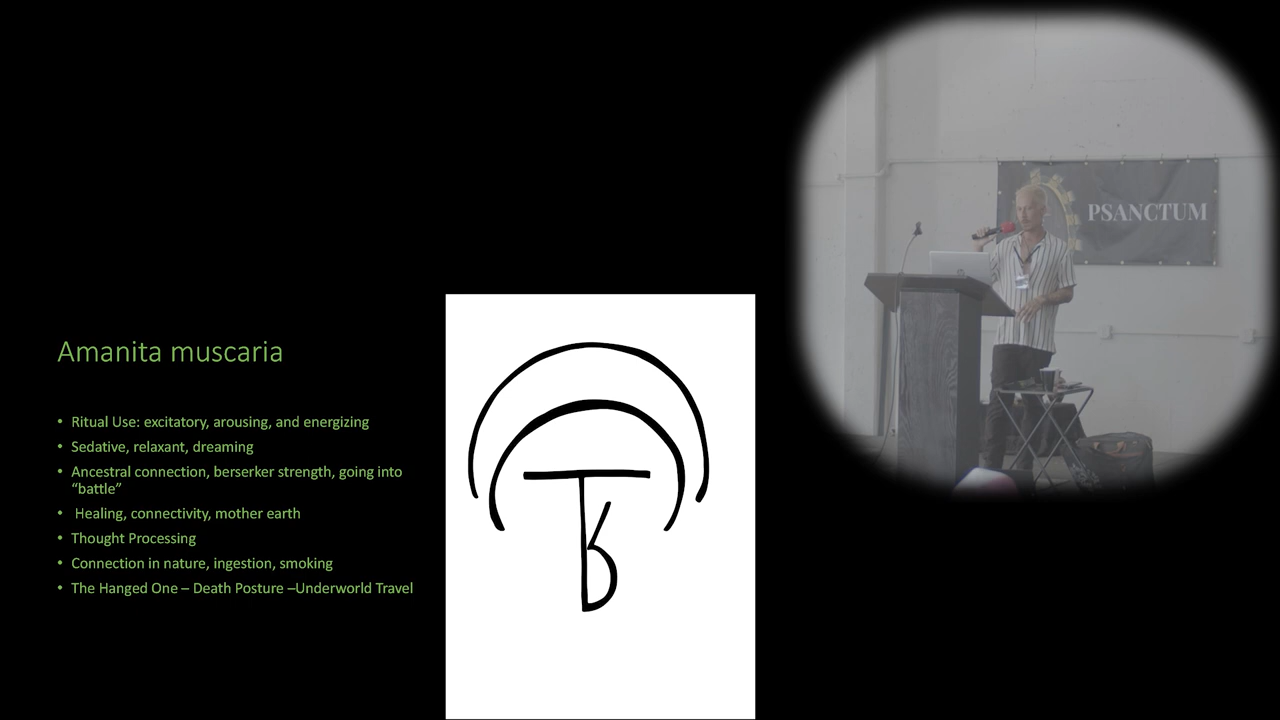 Amanita muscaria
• Ritual Use: excitatory, arousing, and energizing
• Sedative, relaxant, dreaming
• Ancestral connection, berserker strength, going into
“battle”
• Healing, connectivity, mother earth
• Thought Processing
• Connection in nature, ingestion, smoking
• The Hanged One – Death Posture –Underworld Travel
PSANCTUM